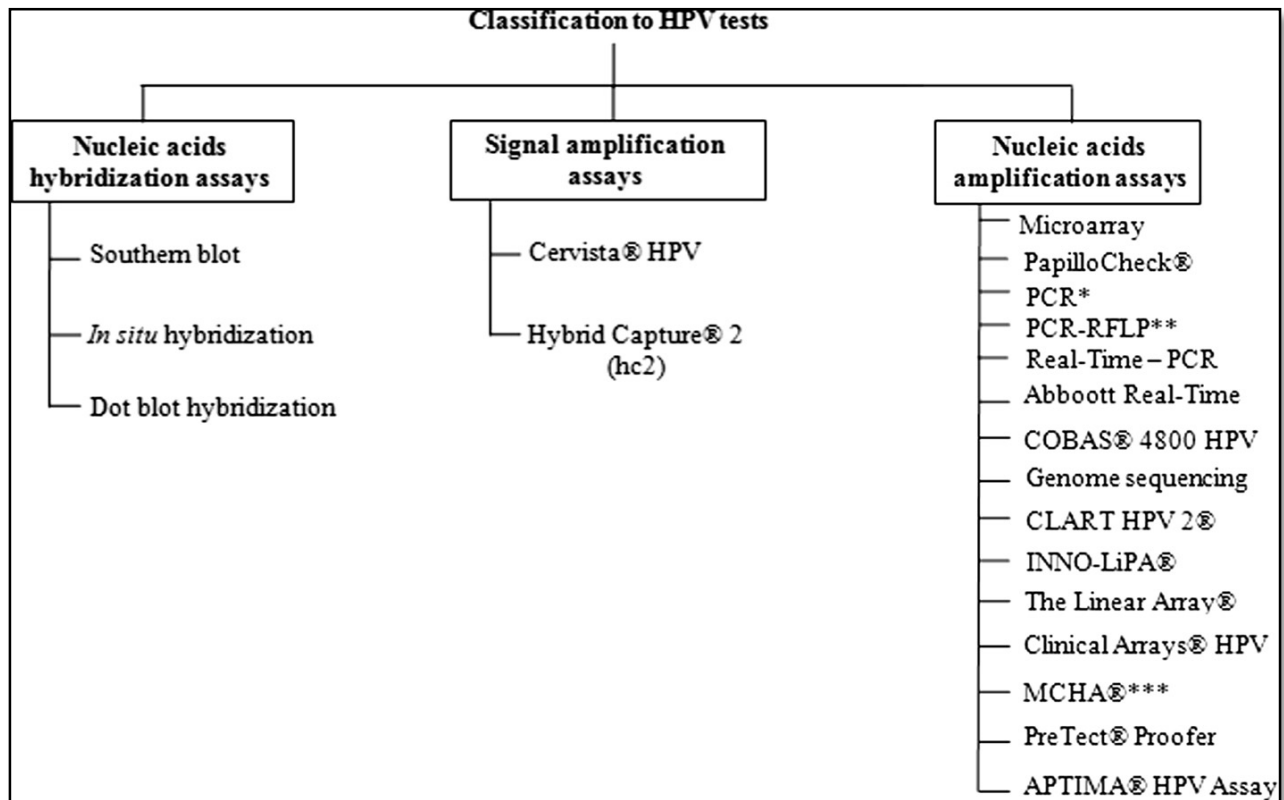 Classification to HPV tests
Nucleic acids
hybridization assays
Southern blot
In situ hybridization
Dot blot hybridization
Signal amplification
assays
Cervista® HPV
Hybrid Capture® 2
(hc2)
Nucleic acids
amplification assays
Microarray
PapilloCheck®
PCR*
PCR-RFLP**
Real-Time – PCR
Abboott Real-Time
COBAS® 4800 HPV
Genome sequencing
CLART HPV 2®
INNO-LiPA®
The Linear Array®
Clinical Arrays® HPV
MCHA®***
PreTect® Proofer
APTIMA® HPV Assay